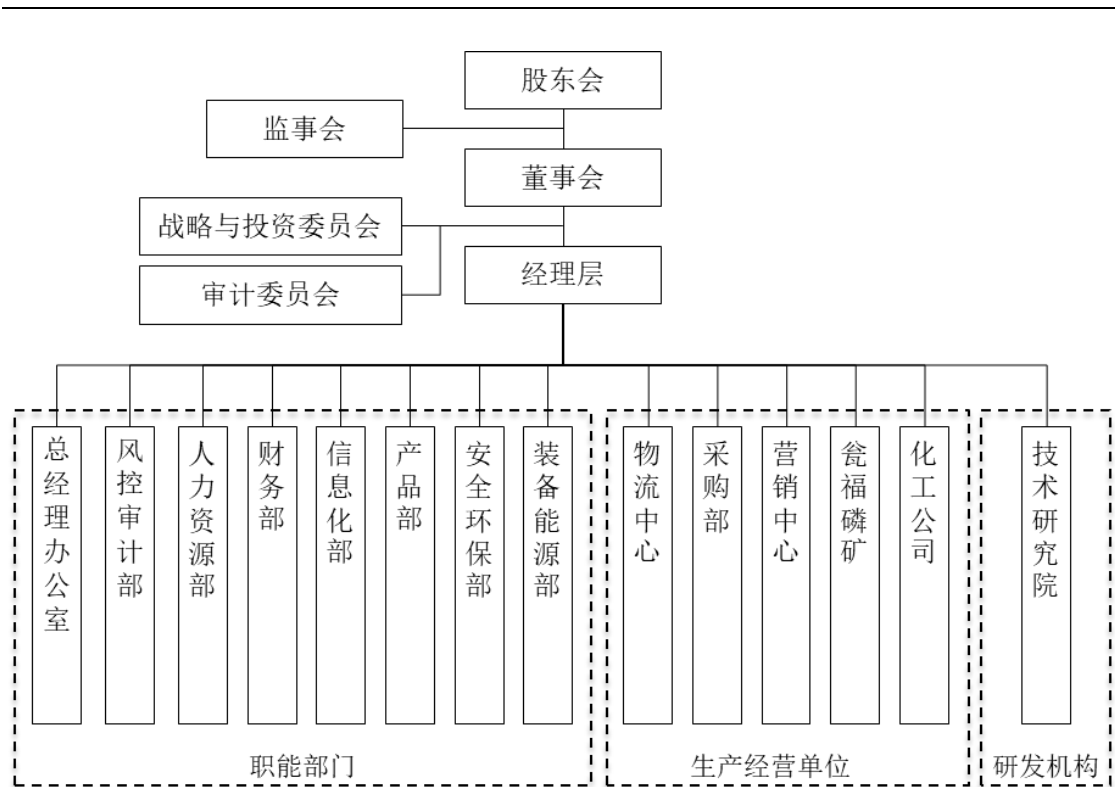 股东会
监事会
董事会
战略与投资委员会
审计委员会
经理层
总经理办公室
风控审计部
人力资源部
财务部
信息化部
产品部
安全环保部
装备能源部
物流中心
采购部
营销中心
瓮福磷矿
化工公司
技术研究院
职能部门
生产经营单位
研发机构